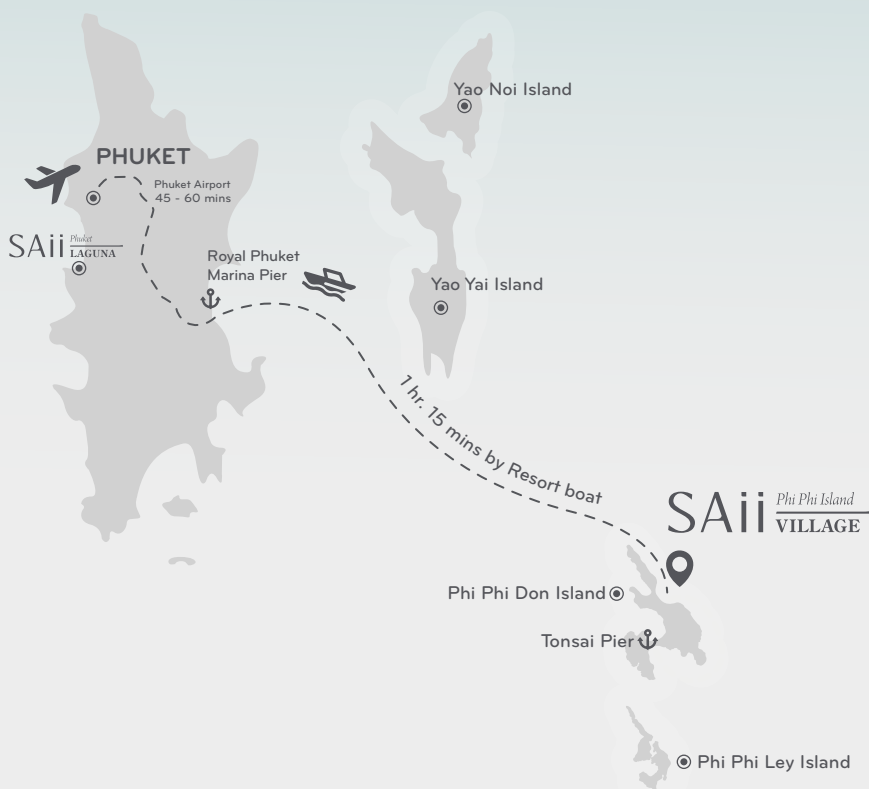 Yao Noi Island
PHUKET
Phuket Airport
45 - 60 mins
SAii Phuket
LAGUNA
Royal Phuket
Marina Pier
Yao Yai Island
1 hr. 15 mins by Resort boat
SAii Phi Phi Island
VILLAGE
Phi Phi Don Island
Tonsai Pier
Phi Phi Ley Island